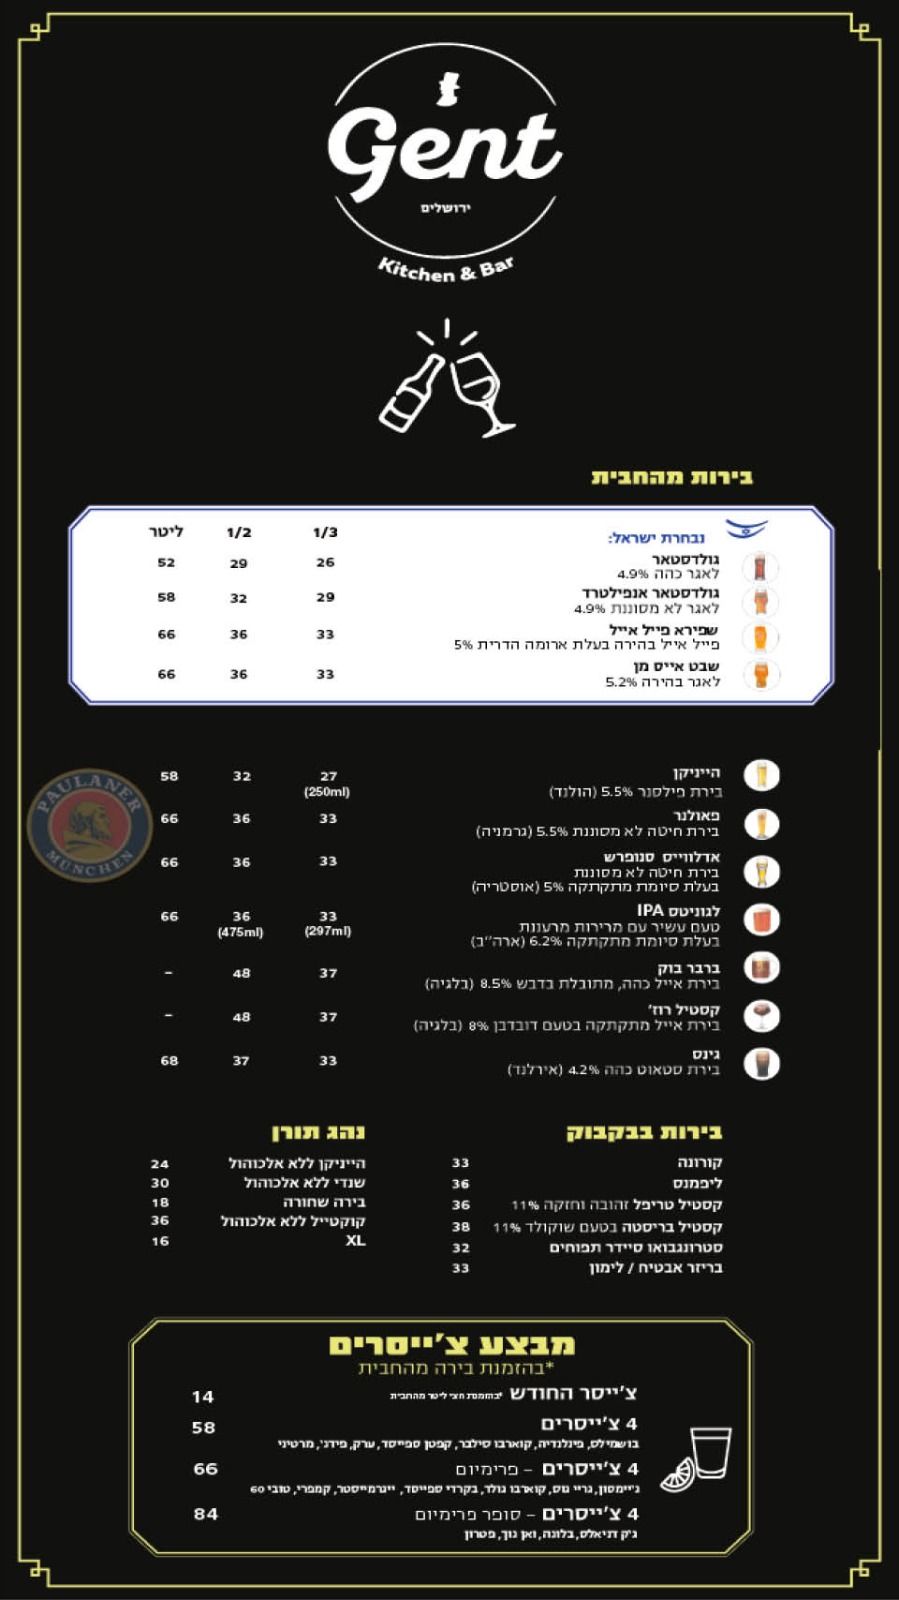 Gent
ירושלים
Kitchen & Bar
בירות מהחבית
נבחרת ישראל: 1/3 1/2 ליטר
גולדסטאר 26 29 52
לאגר כהה 4.9%
גולדסטאר אנפילטרד 29 32 58
לאגר לא מסוננת 4.9%
שפירא פייל אייל 33 36 66
פייל אייל בהירה בעלת ארומה הדרית 5%
שבט אייס מן 33 36 66
לאגר בהירה 5.2%
הייניקן 27 32 58
בירת פילסנר 5.5% (הולנד) (250ml)
PAULANER
MÜNCHEN
פאולנר 33 36 66
בירת חיטה לא מסוננת 5.5% (גרמניה)
אדלווייס סנופרש 33 36 66
בירת חיטה לא מסוננת
בעלת סיומת מתקתקה 5% (אוסטריה)
לגוניטס IPA 33 36 66
טעם עשיר עם מרירות מרעננת (297ml) (475ml)
בעלת סיומת מתקתקה 6.2% (ארה''ב)
ברבר בוק 37 48 –
בירת אייל כהה, מתובלת בדבש 8.5% (בלגיה)
קסטיל רוז' 37 48 –
בירת אייל מתקתקה בטעם דובדבן 8% (בלגיה)
גינס 33 37 68
בירת סטאוט כהה 4.2% (אירלנד)
בירות בבקבוק
קורונה 33
ליפמנס 36
קסטיל טריפל זהובה וחזקה 11% 36
קסטיל בריסטה בטעם שוקולד 11% 38
סטרונגבואו סיידר תפוחים 32
בריזר אבטיח / לימון 33
נהג תורן
הייניקן ללא אלכוהול 24
שנדי ללא אלכוהול 30
בירה שחורה 18
קוקטייל ללא אלכוהול 36
XL 16
מבצע צ'ייסרים
*בהזמנת בירה מהחבית
צ'ייסר החודש *בהזמנת חצי ליטר מהחבית 14
4 צ'ייסרים 58
בושמילס, פינלנדיה, קוארבו סילבר, קפטן ספייסד, ערק, פידג', מרטיני
4 צ'ייסרים – פרימיום 66
ג'יימסון, גריי גוס, קוארבו גולד, בקרדי ספייסד, ייגרמייסטר, קמפרי, טובי 60
4 צ'ייסרים – סופר פרימיום 84
ג'ק דניאלס, בלוגה, ואן גוך, פטרון